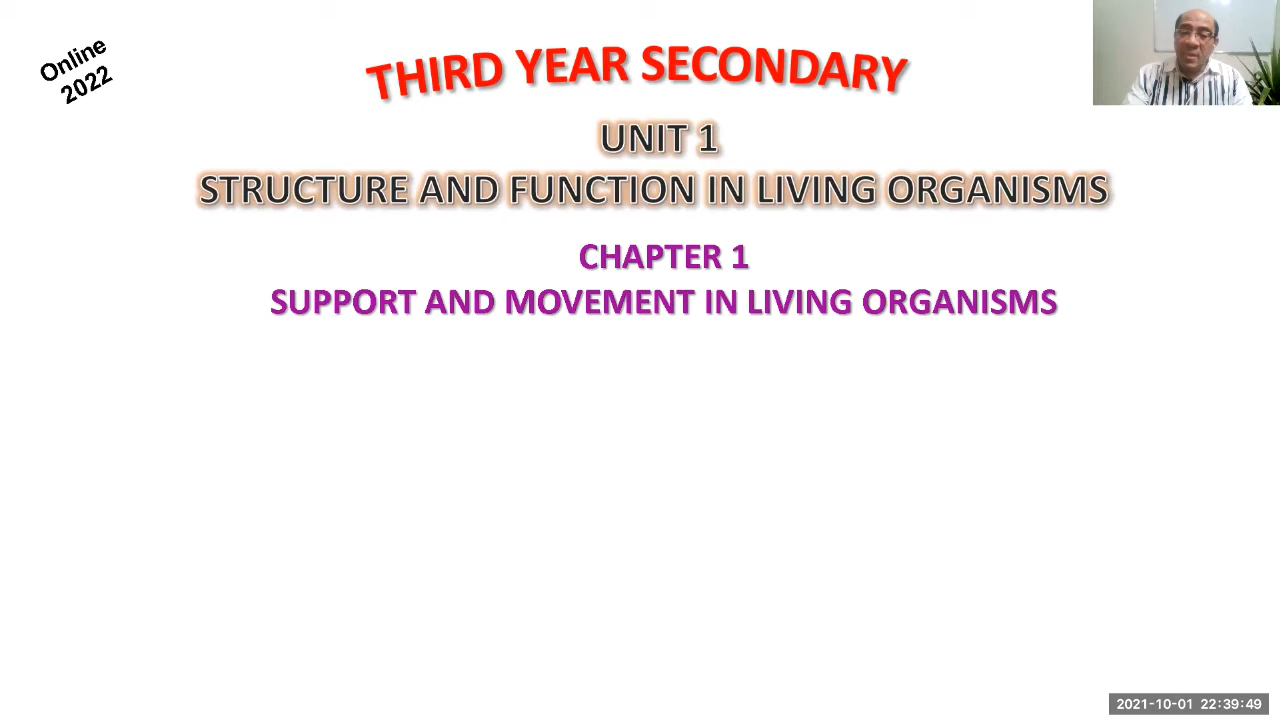 Online
2022
THIRD YEAR SECONDARY
UNIT 1
STRUCTURE AND FUNCTION IN LIVING ORGANISMS
CHAPTER 1
SUPPORT AND MOVEMENT IN LIVING ORGANISMS
2021-10-01 22:39:49